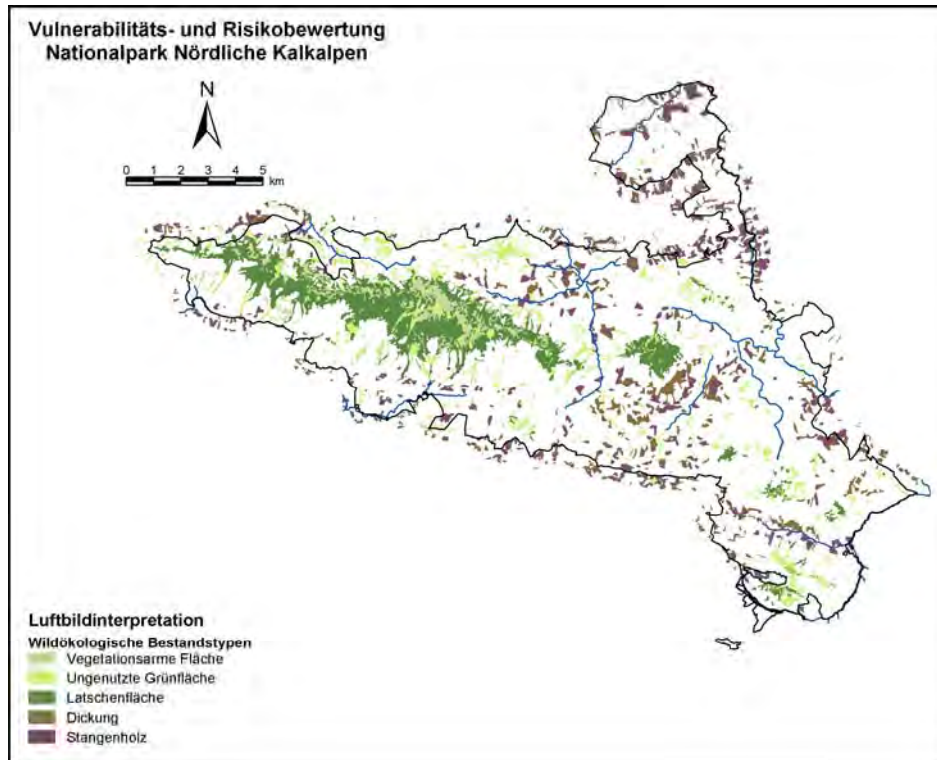 Vulnerabilitäts- und Risikobewertung
Nationalpark Nördliche Kalkalpen
N
0 1 2 3 4 5
km
Luftbildinterpretation
Wildökologische Bestandstypen
Vegetationsarme Fläche
Ungenutzte Grünfläche
Latschenfläche
Dickung
Stangenholz